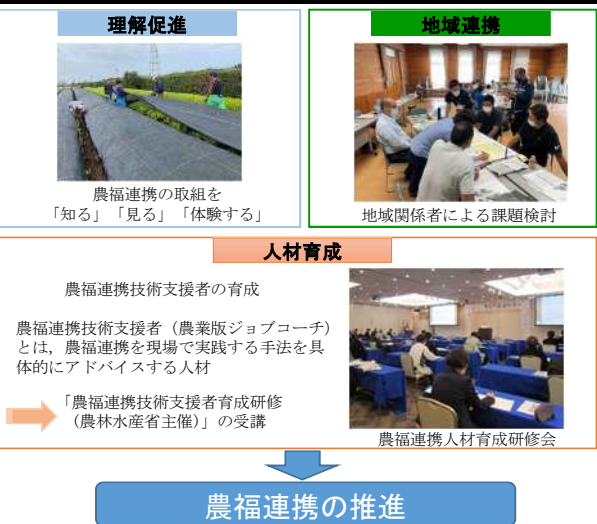 理解促進
農福連携の取組を
「知る」「見る」「体験する」
地域連携
地域関係者による課題検討
人材育成
農福連携技術支援者の育成
農福連携技術支援者（農業版ジョブコーチ）
とは，農福連携を現場で実践する手法を具
体的にアドバイスする人材
「農福連携技術支援者育成研修
（農林水産省主催）」の受講
農福連携人材育成研修会
農福連携の推進